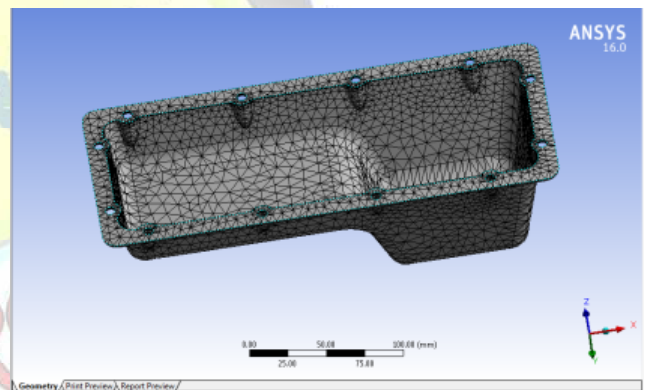 ANSYS
16.0
Z
X
Y
0.00 50.00 100.00 (mm)
25.00 75.00
Geometry / Print Preview / Report Preview /